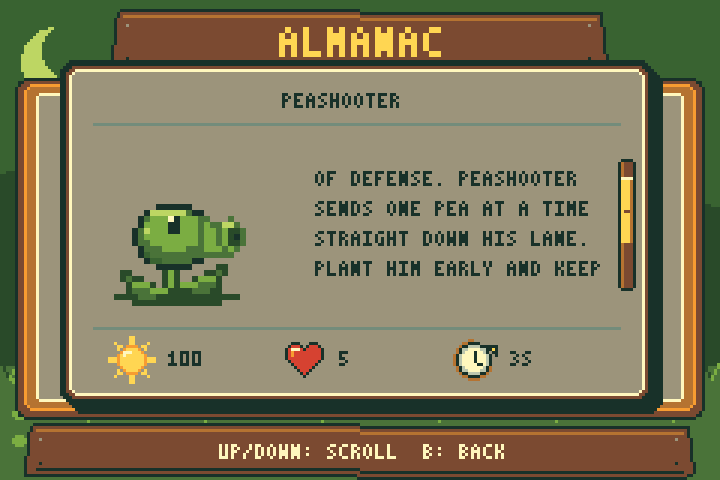 ALMANAC
PEASHOOTER
OF DEFENSE. PEASHOOTER
SENDS ONE PEA AT A TIME
STRAIGHT DOWN HIS LANE.
PLANT HIM EARLY AND KEEP
100 5 3S
UP/DOWN: SCROLL B: BACK